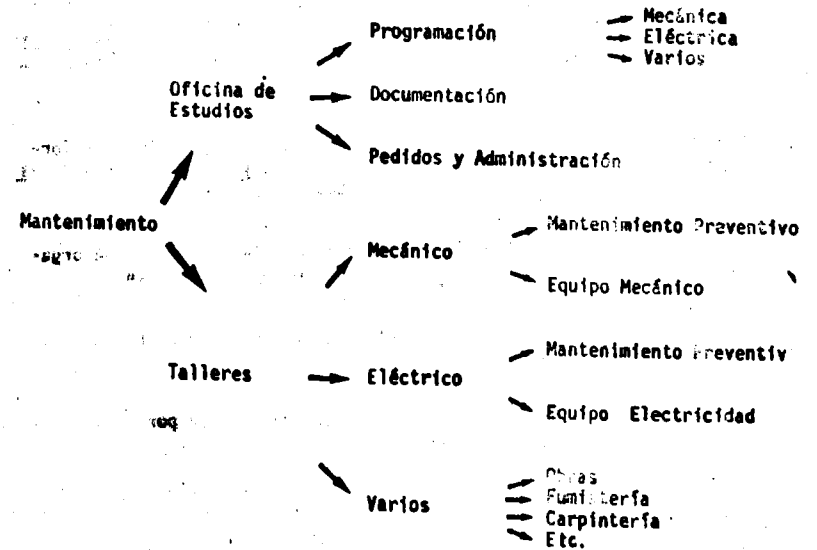 Programación
Mecánica
Eléctrica
Varios
Oficina de
Estudios
Documentación
Pedidos y Administración
Mantenimiento
Mecánico
Mantenimiento Preventivo
Equipo Mecánico
Talleres
Eléctrico
Mantenimiento Preventiv
Equipo Electricidad
Varios
Obras
Fumistería
Carpintería
Etc.